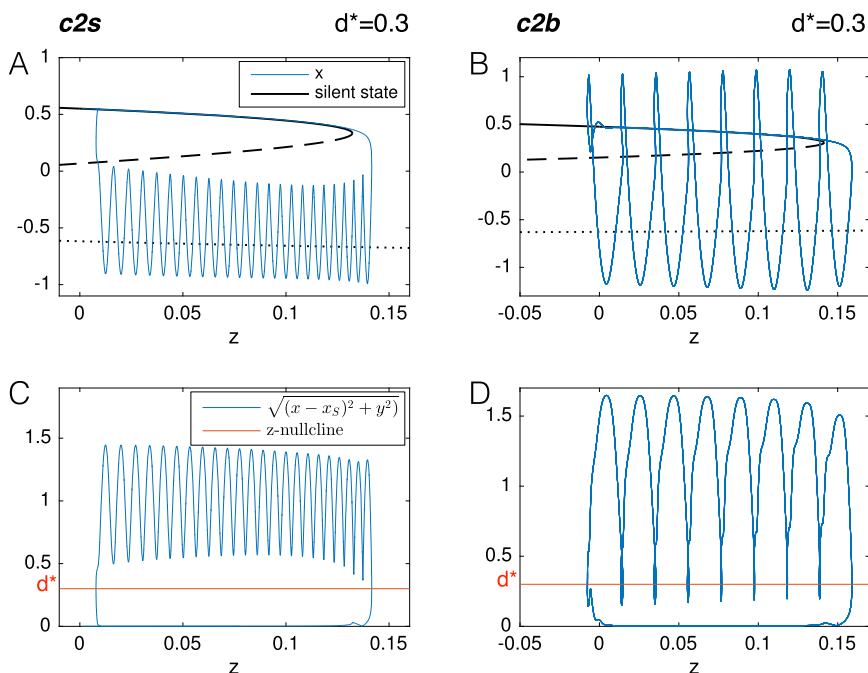 c2s d*=0.3 c2b d*=0.3
A
x
silent state
1
0.5
0
-0.5
-1
0 0.05 0.1 0.15
z
B
1
0.5
0
-0.5
-1
-0.05 0 0.05 0.1 0.15
z
C
√(x − x_S)² + y²)
z-nullcline
1.5
1
0.5
d*
0
0 0.05 0.1 0.15
z
D
1.5
1
0.5
d*
0
-0.05 0 0.05 0.1 0.15
z